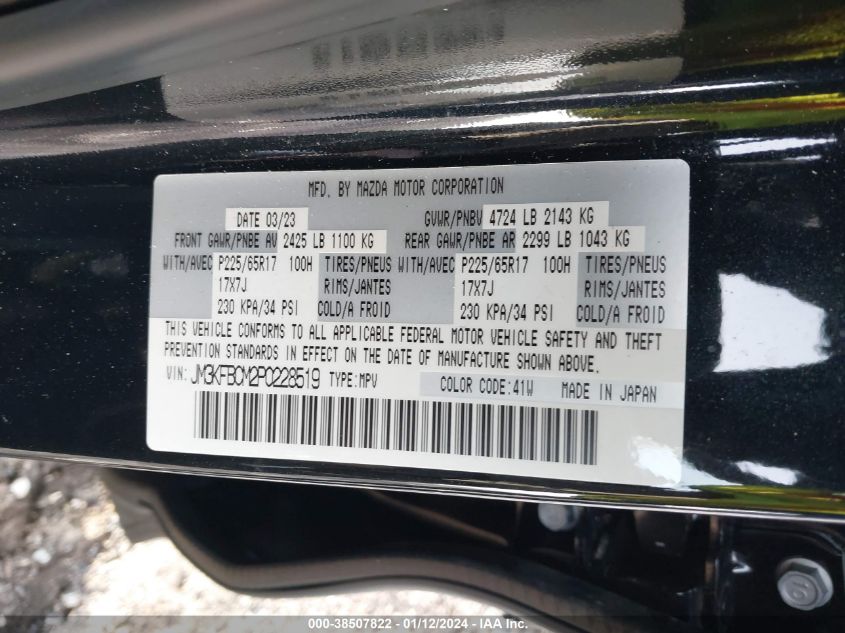 MFD. BY MAZDA MOTOR CORPORATION
DATE 03/23 GVWR/PNBV 4724 LB 2143 KG
FRONT GAWR/PNBE AV 2425 LB 1100 KG REAR GAWR/PNBE AR 2299 LB 1043 KG
WITH/AVEC P225/65R17 100H TIRES/PNEUS WITH/AVEC P225/65R17 100H TIRES/PNEUS
17X7J RIMS/JANTES 17X7J RIMS/JANTES
230 KPA/34 PSI COLD/A FROID 230 KPA/34 PSI COLD/A FROID
THIS VEHICLE CONFORMS TO ALL APPLICABLE FEDERAL MOTOR VEHICLE SAFETY AND THEFT
PREVENTION STANDARDS IN EFFECT ON THE DATE OF MANUFACTURE SHOWN ABOVE.
VIN: JM3KFBCM2P0228519 TYPE:MPV COLOR CODE:41W MADE IN JAPAN
000-38507822 - 01/12/2024 - IAA Inc.